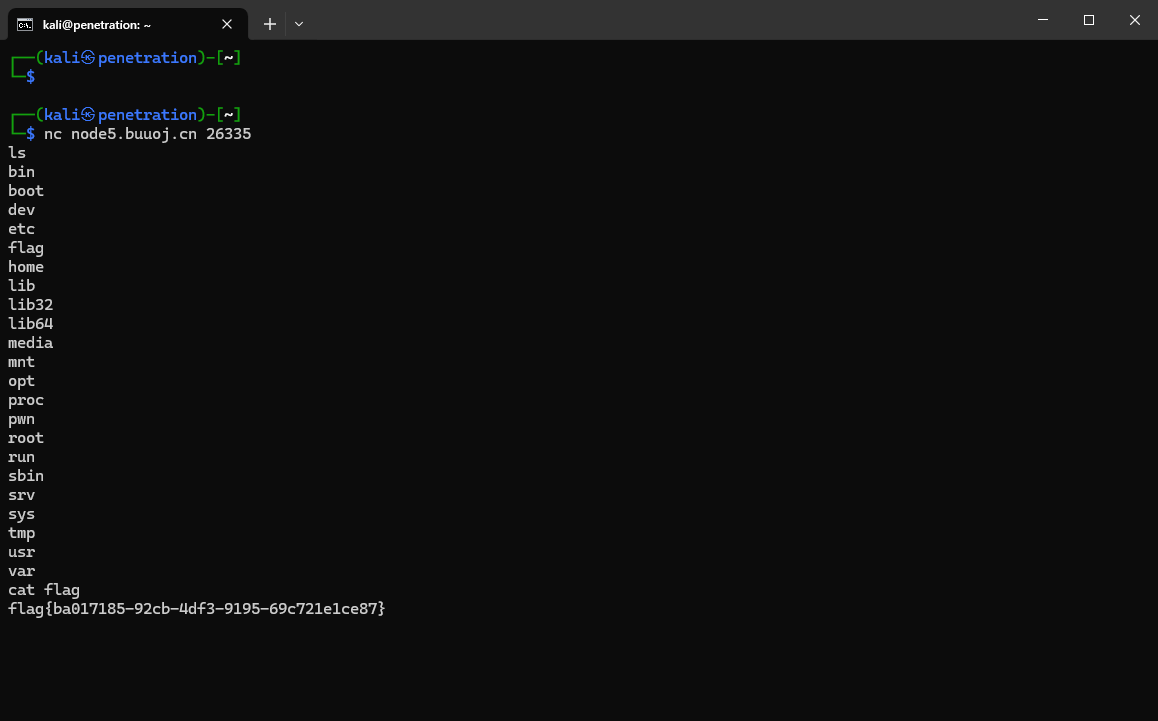 kali@penetration: ~
┌──(kali㉿penetration)-[~]
└─$
┌──(kali㉿penetration)-[~]
└─$ nc node5.buuoj.cn 26335
ls
bin
boot
dev
etc
flag
home
lib
lib32
lib64
media
mnt
opt
proc
pwn
root
run
sbin
srv
sys
tmp
usr
var
cat flag
flag{ba017185-92cb-4df3-9195-69c721e1ce87}